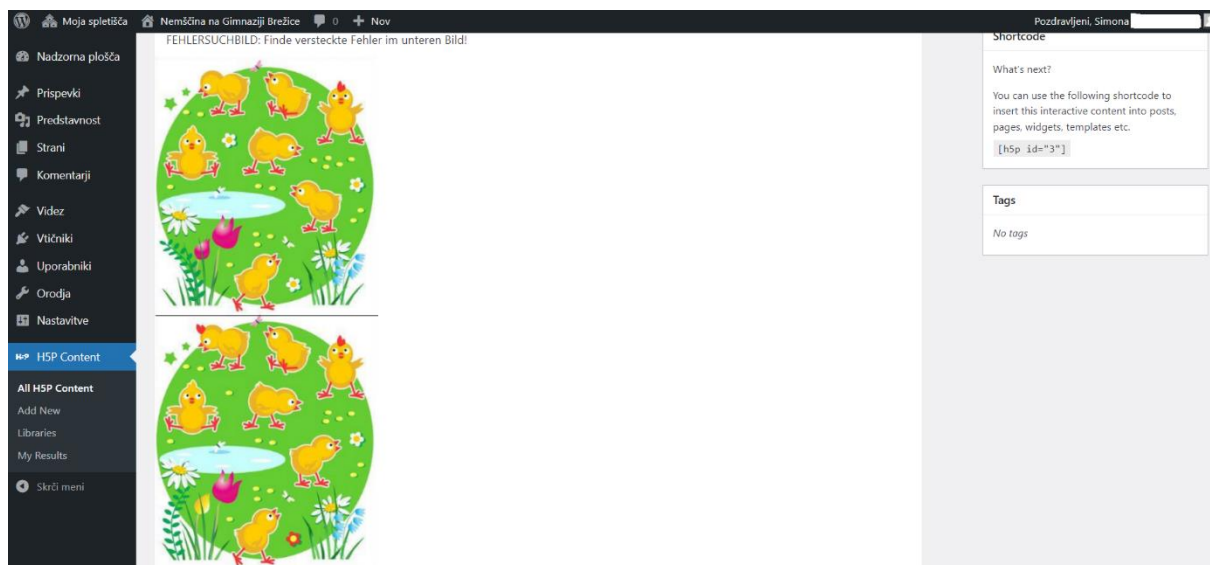 Moja spletišča
Nemščina na Gimnaziji Brežice
0
Nov
Pozdravljeni, Simona
Nadzorna plošča
Prispevki
Predstavnost
Strani
Komentarji
Videz
Vtičniki
Uporabniki
Orodja
Nastavitve
H5P Content
All H5P Content
Add New
Libraries
My Results
Skrči meni
FEHLERSUCHBILD: Finde versteckte Fehler im unteren Bild!
Shortcode
What's next?
You can use the following shortcode to
insert this interactive content into posts,
pages, widgets, templates etc.
[h5p id="3"]
Tags
No tags